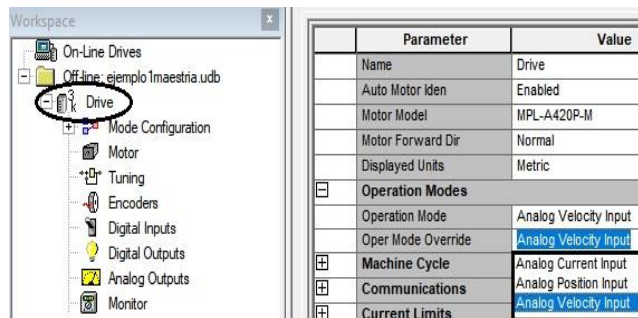 Workspace
x
On-Line Drives
Off-line: ejemplo1maestria.udb
Drive
Mode Configuration
Motor
Tuning
Encoders
Digital Inputs
Digital Outputs
Analog Outputs
Monitor
Parameter Value
Name Drive
Auto Motor Iden Enabled
Motor Model MPL-A420P-M
Motor Forward Dir Normal
Displayed Units Metric
Operation Modes
Operation Mode Analog Velocity Input
Oper Mode Override Analog Velocity Input
Machine Cycle Analog Current Input
Communications Analog Position Input
Current Limits Analog Velocity Input